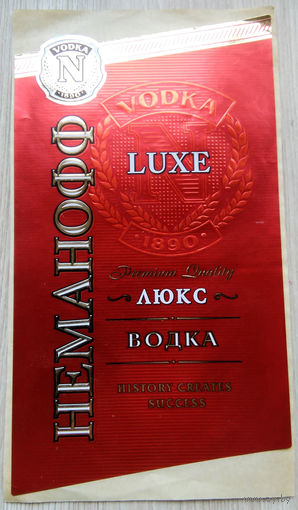 VODKA
N
·1890·
НЕМАНОФФ
VODKA
N
LUXE
·1890·
Premium Quality
ЛЮКС
ВОДКА
HISTORY CREATES
SUCCESS